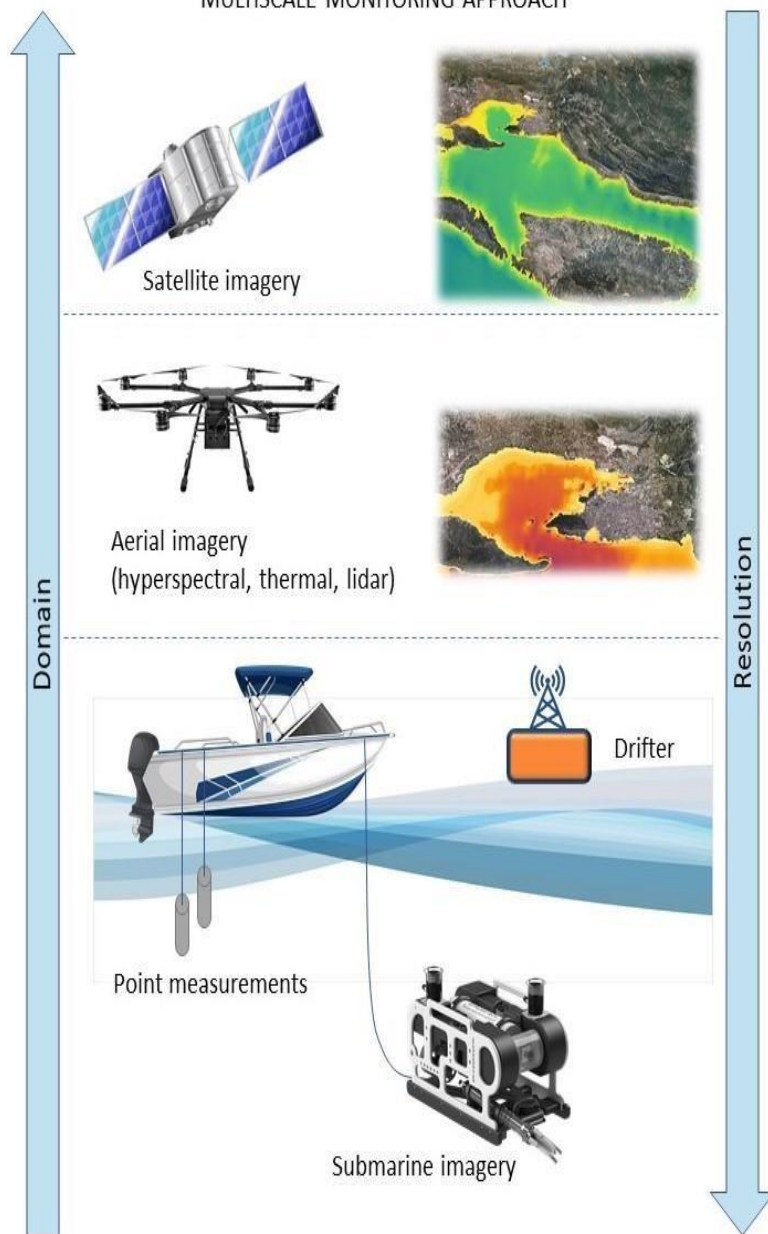 MULTISCALE MONITORING APPROACH
Satellite imagery
Aerial imagery
(hyperspectral, thermal, lidar)
Domain
Resolution
Drifter
Point measurements
Submarine imagery